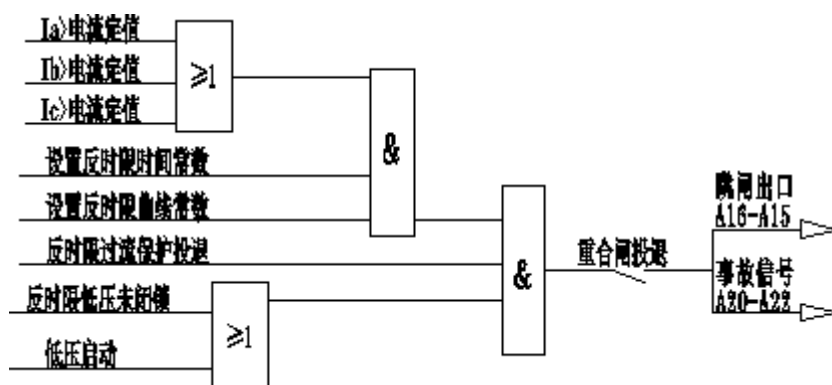 Ia>电流定值
Ib>电流定值
Ic>电流定值
≥1
设置反时限时间常数
设置反时限曲线常数
反时限过流保护投退
反时限低压未闭锁
低压启动
≥1
&
&
重合闸投退
跳闸出口
A16-A15
事故信号
A20-A22